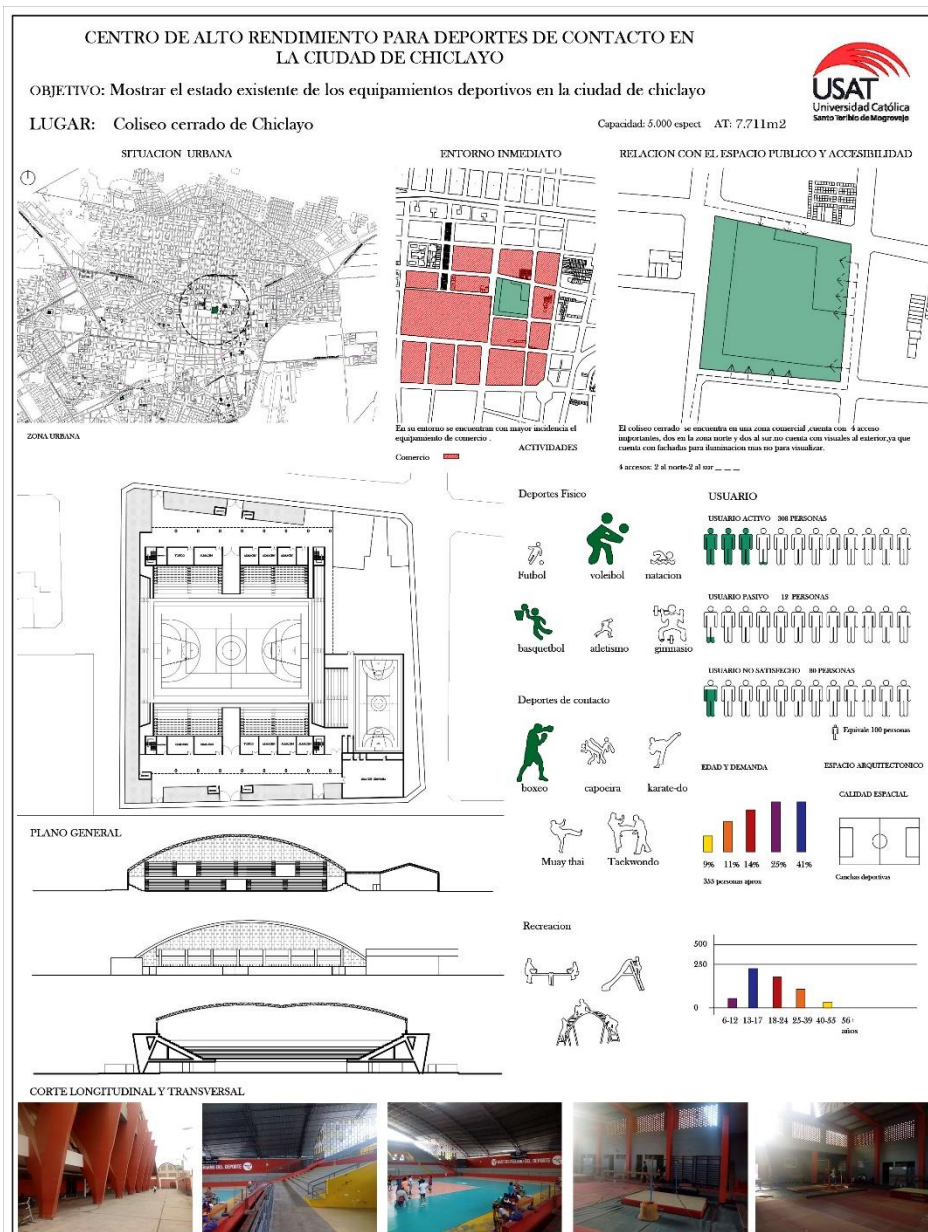 CENTRO DE ALTO RENDIMIENTO PARA DEPORTES DE CONTACTO EN
LA CIUDAD DE CHICLAYO
OBJETIVO: Mostrar el estado existente de los equipamientos deportivos en la ciudad de chiclayo
USAT
Universidad Católica
Santo Toribio de Mogrovejo
LUGAR: Coliseo cerrado de Chiclayo
Capacidad: 5.000 espect AT: 7.711m2
SITUACION URBANA
ENTORNO INMEDIATO
RELACION CON EL ESPACIO PUBLICO Y ACCESIBILIDAD
ZONA URBANA
En su entorno se encuentran con mayor incidencia el
equipamiento de comercio .
Comercio
El coliseo cerrado se encuentra en una zona comercial ,cuenta con 4 acceso
importantes, dos en la zona norte y dos al sur.no cuenta con visuales al exterior,ya que
cuenta con fachadas para iluminacion mas no para visualizar.
4 accesos: 2 al norte-2 al sur
ACTIVIDADES
Deportes Fisico
Futbol
voleibol
natacion
basquetbol
atletismo
gimnasio
Deportes de contacto
boxeo
capoeira
karate-do
Muay thai
Taekwondo
Recreacion
USUARIO
USUARIO ACTIVO 308 PERSONAS
USUARIO PASIVO 12 PERSONAS
USUARIO NO SATISFECHO 80 PERSONAS
Equivale 100 personas
EDAD Y DEMANDA
9% 11% 14% 25% 41%
353 personas aprox
ESPACIO ARQUITECTONICO
CALIDAD ESPACIAL
Canchas deportivas
500
250
0
6-12 13-17 18-24 25-39 40-55 56+
años
PLANO GENERAL
CORTE LONGITUDINAL Y TRANSVERSAL